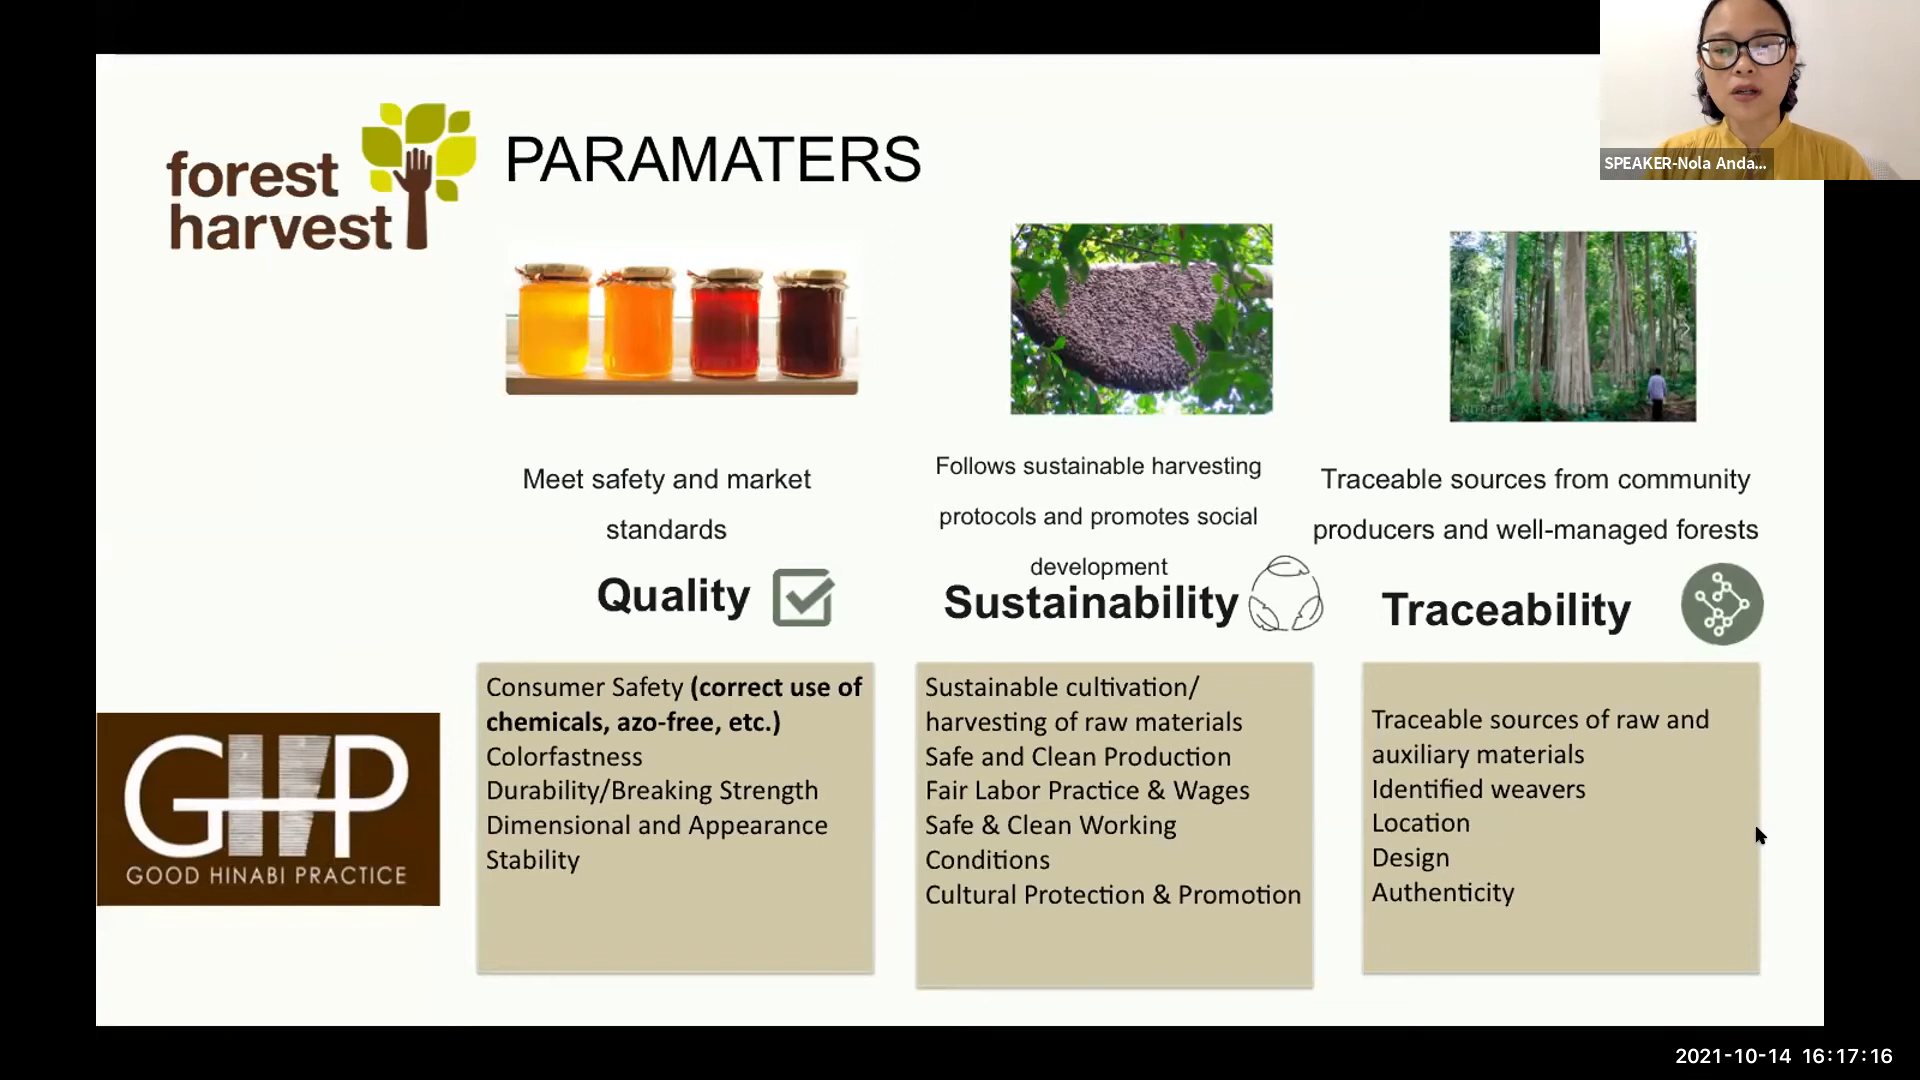 SPEAKER-Nola Anda...
forest
harvest
PARAMATERS
Meet safety and market
standards
Quality
Follows sustainable harvesting
protocols and promotes social
development
Sustainability
Traceable sources from community
producers and well-managed forests
Traceability
GHP
GOOD HINABI PRACTICE
Consumer Safety (correct use of
chemicals, azo-free, etc.)
Colorfastness
Durability/Breaking Strength
Dimensional and Appearance
Stability
Sustainable cultivation/
harvesting of raw materials
Safe and Clean Production
Fair Labor Practice & Wages
Safe & Clean Working
Conditions
Cultural Protection & Promotion
Traceable sources of raw and
auxiliary materials
Identified weavers
Location
Design
Authenticity
2021-10-14 16:17:16